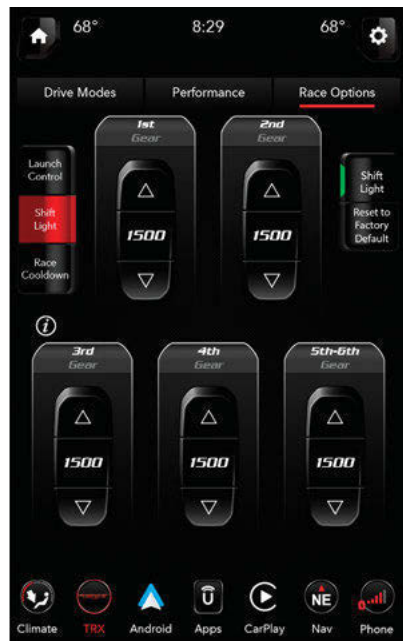 68°
8:29
68°
Drive Modes
Performance
Race Options
1st
Gear
1500
2nd
Gear
1500
Launch
Control
Shift
Light
Race
Cooldown
Shift
Light
Reset to
Factory
Default
i
3rd
Gear
1500
4th
Gear
1500
5th-6th
Gear
1500
U
NE
Climate
TRX
Android
Apps
CarPlay
Nav
Phone